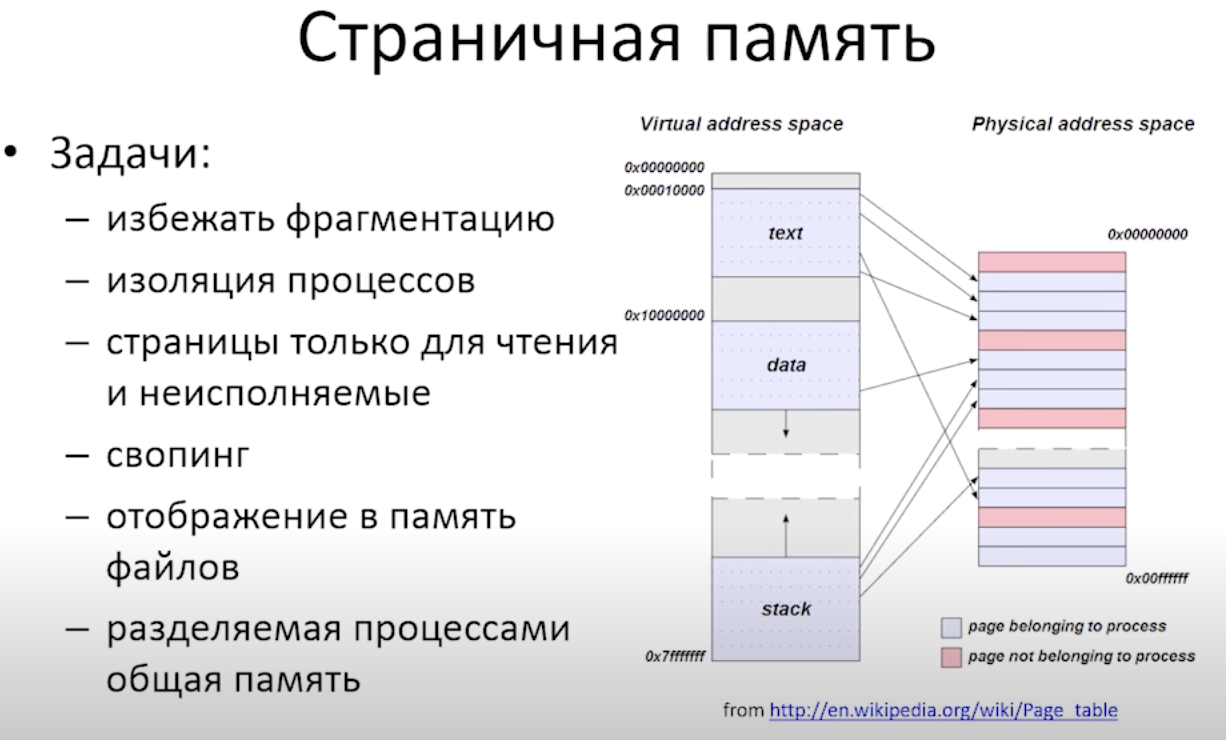 Страничная память
• Задачи:
– избежать фрагментацию
– изоляция процессов
– страницы только для чтения
и неисполняемые
– свопинг
– отображение в память
файлов
– разделяемая процессами
общая память
Virtual address space
Physical address space
0x00000000
0x00010000
text
0x10000000
data
stack
0x7fffffff
0x00000000
0x00ffffff
page belonging to process
page not belonging to process
from http://en.wikipedia.org/wiki/Page_table